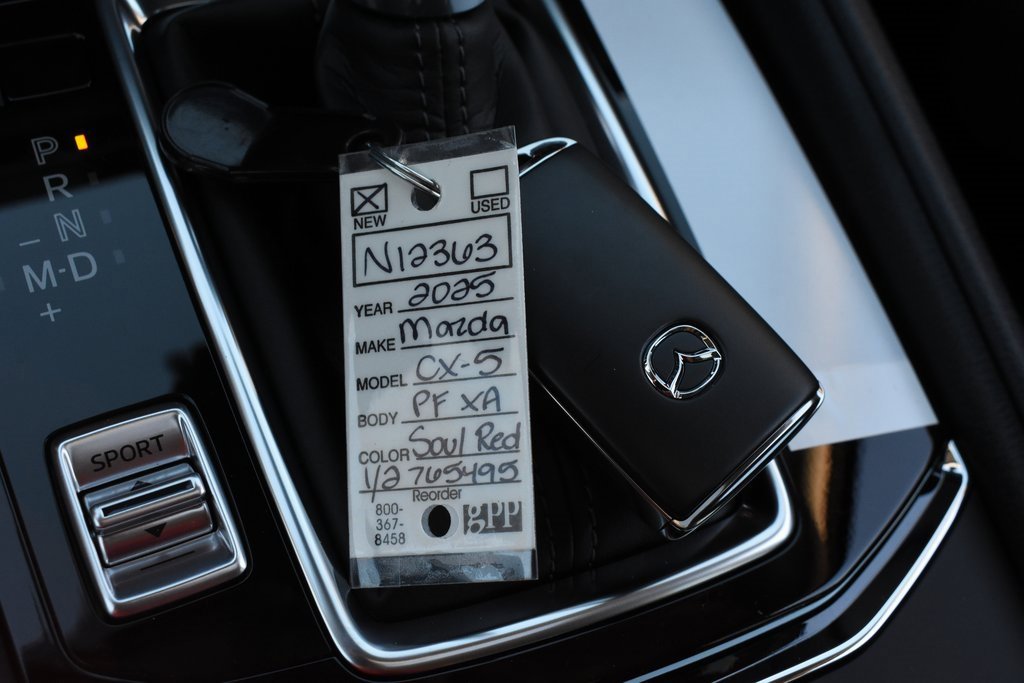 P
R
N
–
M-D
+
SPORT
NEW USED
N12363
YEAR 2025
MAKE Mazda
MODEL CX-5
BODY PF XA
COLOR Soul Red
1/2 765495
Reorder
800-
367-
8458
gpp